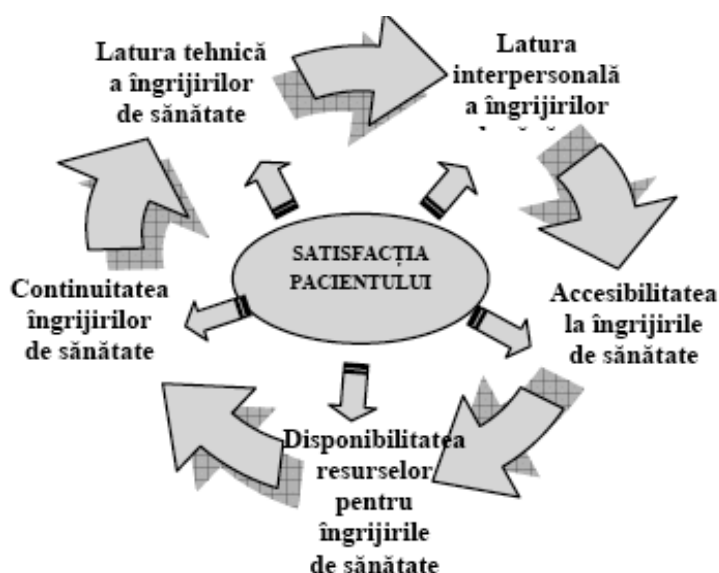 Latura tehnică
a îngrijirilor
de sănătate
Latura
interpersonală
a îngrijirilor
SATISFACȚIA
PACIENTULUI
Accesibilitatea
la îngrijirile
de sănătate
Disponibilitatea
resurselor
pentru
îngrijirile
de sănătate
Continuitatea
îngrijirilor
de sănătate